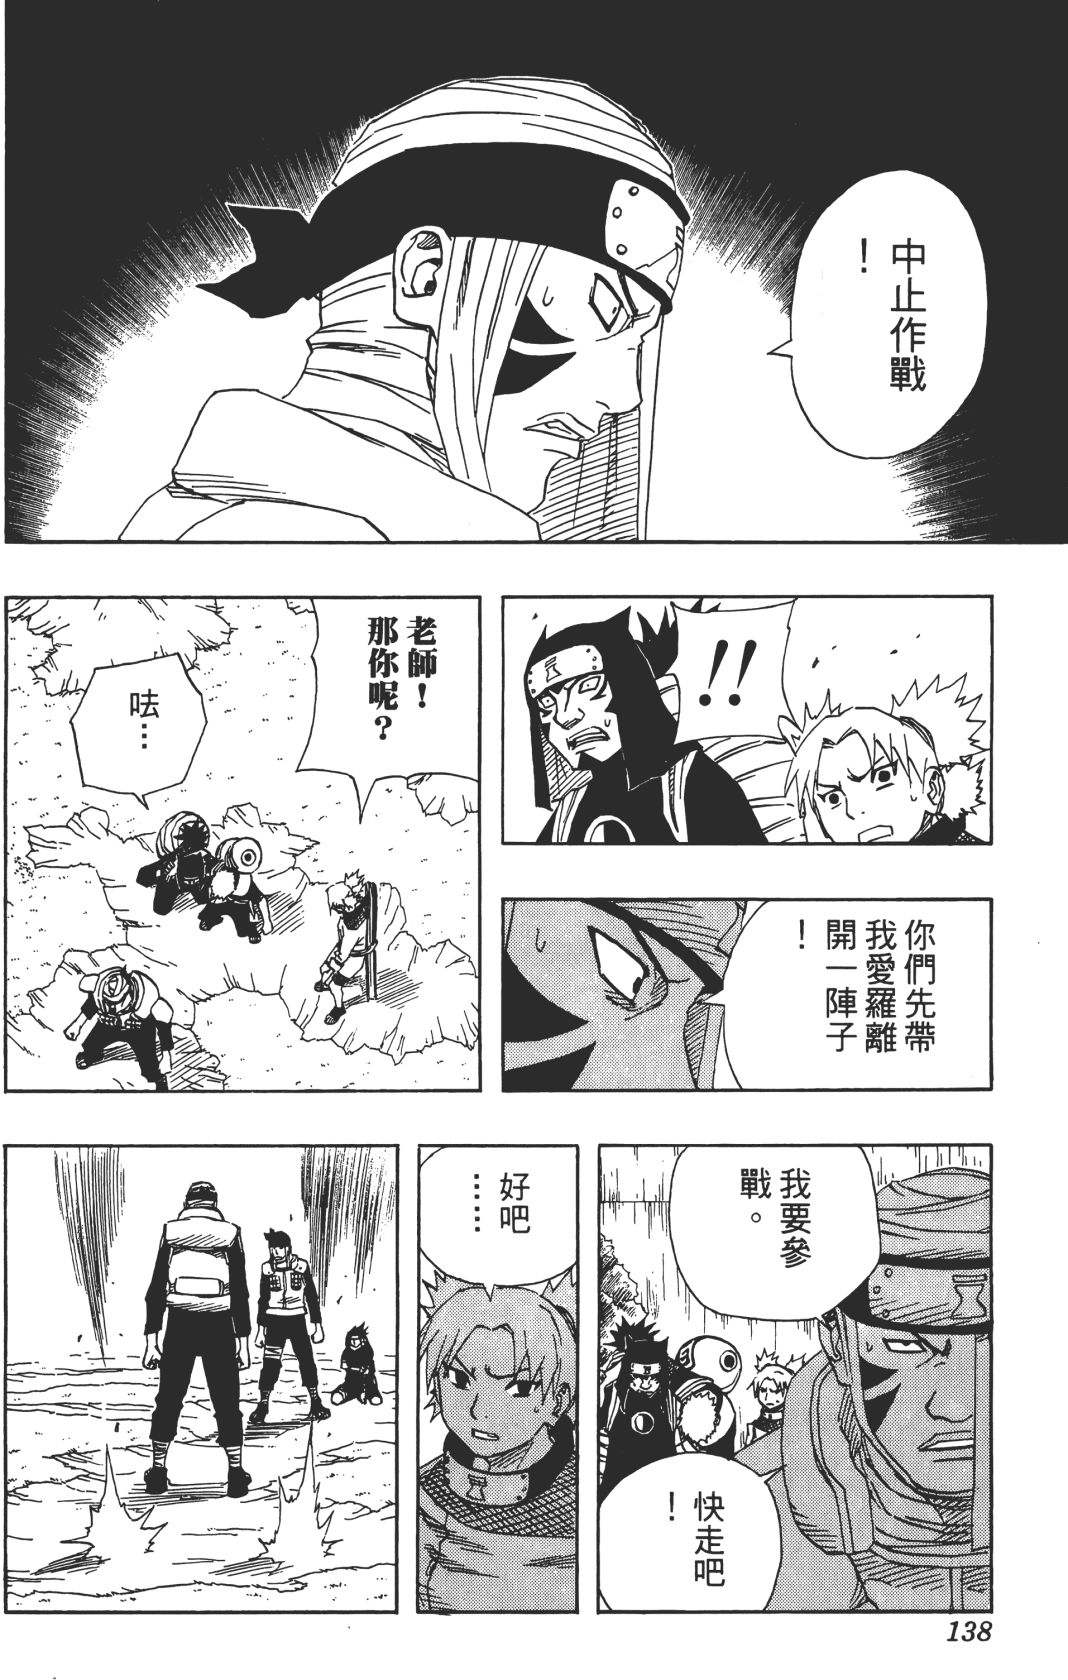 中止作戰
！
！！
你們先帶
我愛羅離
開一陣子
！
老師！
那你呢？
呿⋯
我要參
戰。
快走吧
！
好吧
⋯⋯
138